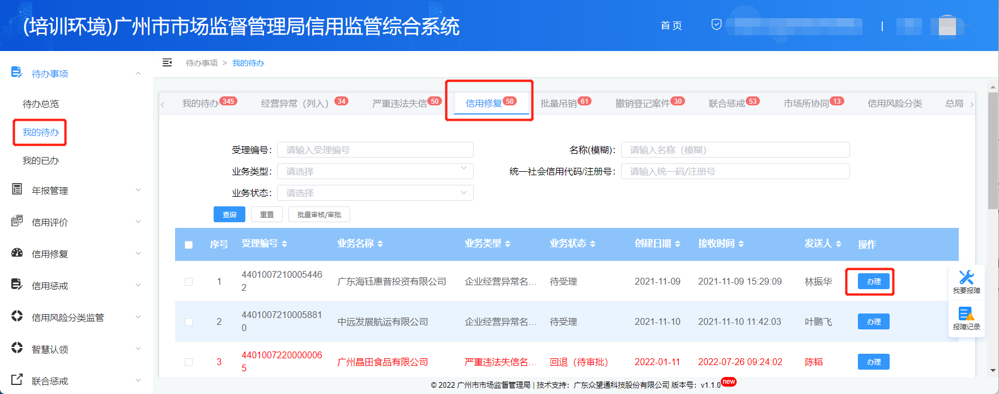 (培训环境)广州市市场监督管理局信用监管综合系统
首页
|
待办事项
待办总览
我的待办
我的已办
年报管理
信用评价
信用修复
信用惩戒
信用风险分类监管
智慧认领
联合惩戒
待办事项 > 我的待办
我的待办 345 经营异常（列入） 34 严重违法失信 50 信用修复 58 批量吊销 61 撤销登记案件 30 联合惩戒 53 市场所协同 13 信用风险分类 总局
受理编号： 请输入受理编号 名称(模糊)： 请输入名称（模糊）
业务类型： 请选择 统一社会信用代码/注册号： 请输入统一码/注册号
业务状态： 请选择
查询 重置 批量审核/审批
序号 受理编号 业务名称 业务类型 业务状态 创建日期 接收时间 发送人 操作
1 44010072100054462 广东海钰惠普投资有限公司 企业经营异常名... 待受理 2021-11-09 2021-11-09 15:29:09 林振华 办理
2 44010072100058810 中远发展航运有限公司 企业经营异常名... 待受理 2021-11-10 2021-11-10 11:42:03 叶鹏飞 办理
3 44010072200000065 广州晶田食品有限公司 严重违法失信名... 回退（待审批） 2022-01-11 2022-07-26 09:24:02 陈韬 办理
我要报障
报障记录
© 2022 广州市市场监督管理局 | 技术支持：广东众望通科技股份有限公司 版本号：v1.1.0 new